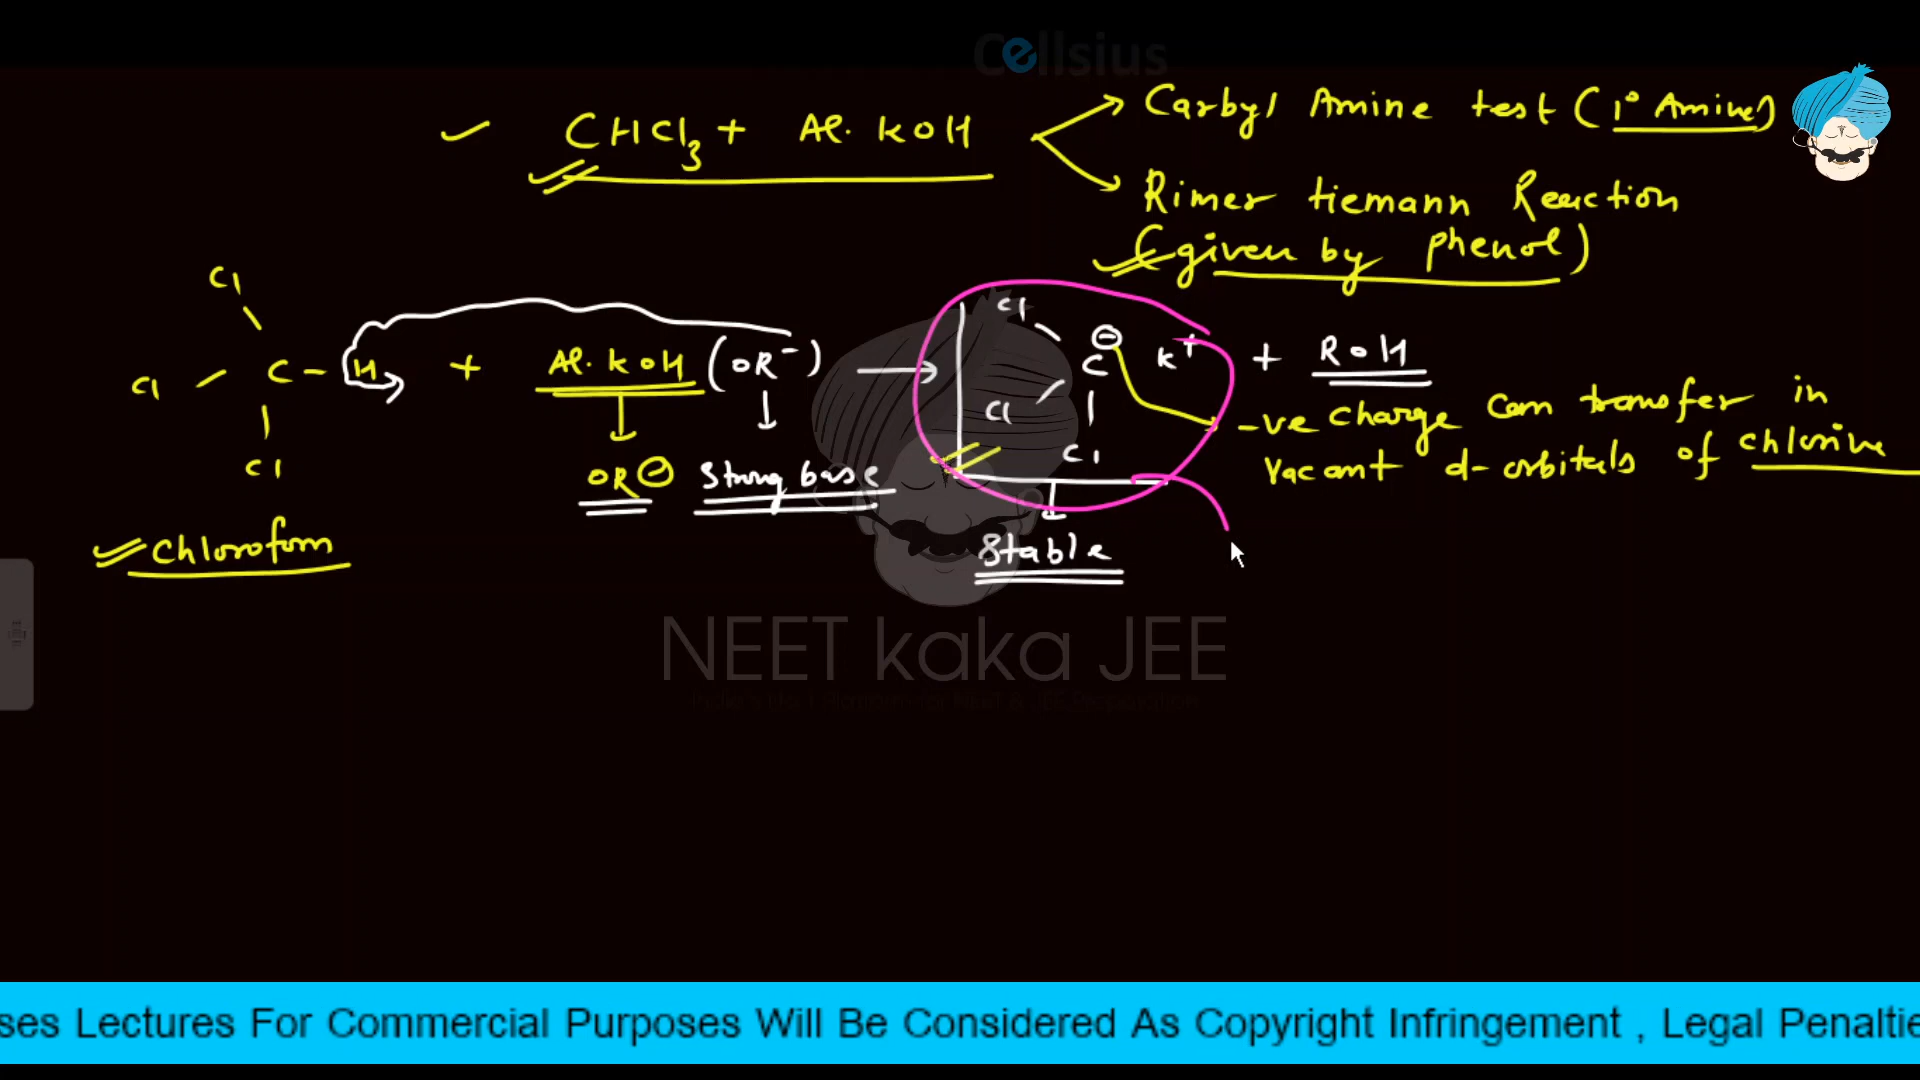 Cellsius
CHCl3 + Al. KOH
Carbyl Amine test (1° Amine)
Rimer tiemann Reaction
(given by phenol)
Cl
Cl - C - H + Al. KOH (OR-) → Cl Cl C⊖ Cl K+ + ROH
Cl
-ve charge can transfer in
vacant d-orbitals of chlorine
OR⊖ Strong base
Chloroform
Stable
NEET kaka JEE
ses Lectures For Commercial Purposes Will Be Considered As Copyright Infringement , Legal Penaltie